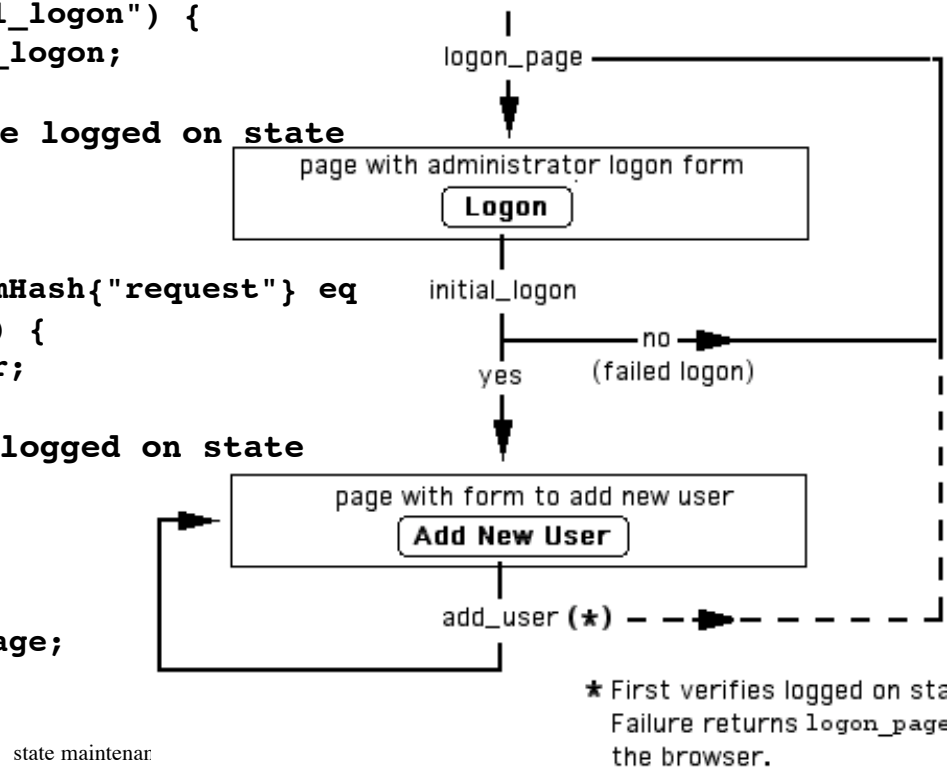 l_logon") {
_logon;
e logged on state
mHash{"request"} eq
) {
r;
logged on state
age;
state maintenan
logon_page
page with administrator logon form
Logon
initial_logon
no
(failed logon)
yes
page with form to add new user
Add New User
add_user (*)
* First verifies logged on sta
Failure returns logon_page
the browser.